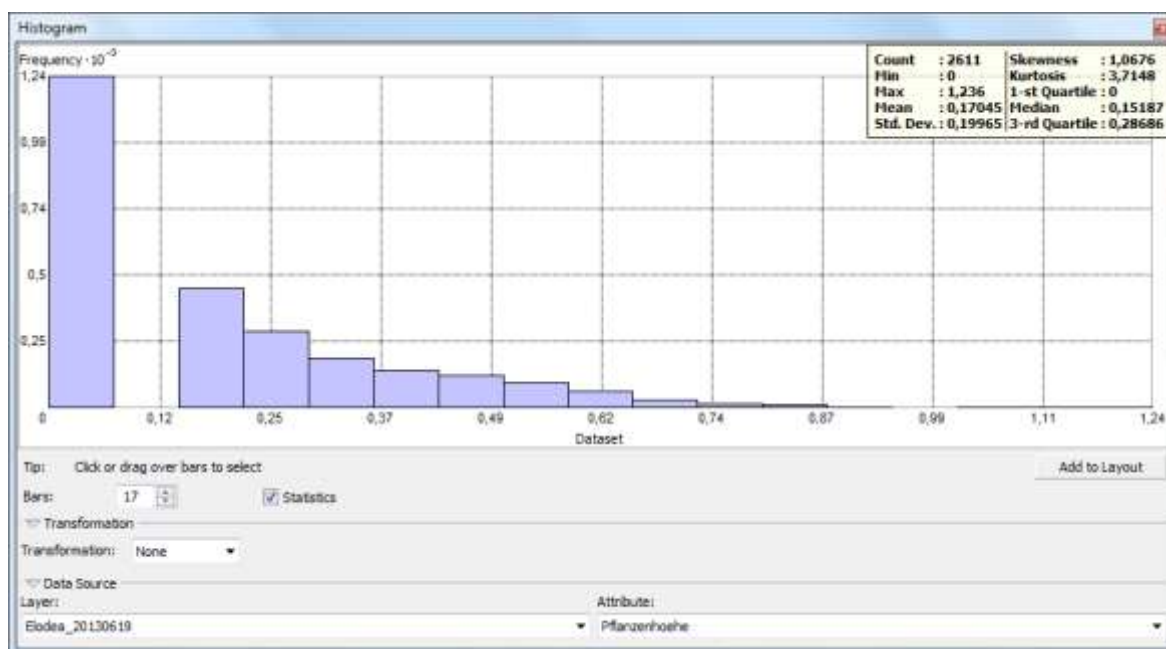 Histogram
Frequency · 10⁻³
Count : 2611 Skewness : 1,0676
Min : 0 Kurtosis : 3,7148
Max : 1,236 1-st Quartile : 0
Mean : 0,17045 Median : 0,15187
Std. Dev. : 0,19965 3-rd Quartile : 0,28686
1,24
0,99
0,74
0,5
0,25
0 0,12 0,25 0,37 0,49 0,62 0,74 0,87 0,99 1,11 1,24
Dataset
Tip: Click or drag over bars to select Add to Layout
Bars: 17 Statistics
Transformation
Transformation: None
Data Source
Layer: Attribute:
Elodea_20130619 Pflanzenhoehe